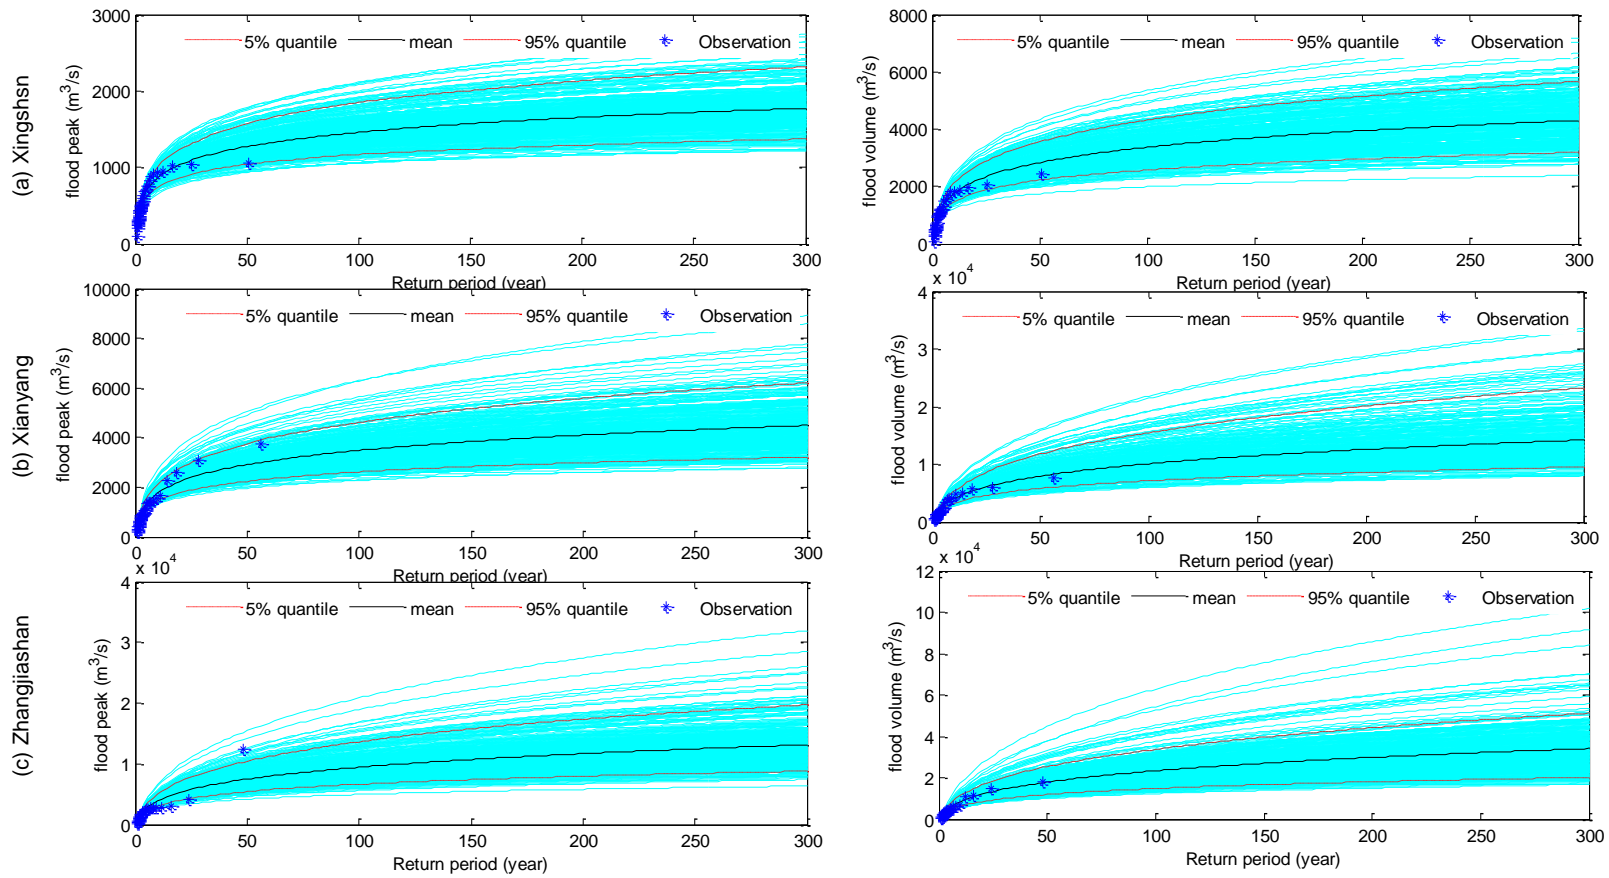 (a) Xingshsn
flood peak (m³/s)
3000
2000
1000
0
5% quantile mean 95% quantile Observation
0 50 100 150 200 250 300
Return period (year)
flood volume (m³/s)
8000
6000
4000
2000
0
5% quantile mean 95% quantile Observation
0 50 100 150 200 250 300
Return period (year)
(b) Xianyang
flood peak (m³/s)
10000
8000
6000
4000
2000
0
5% quantile mean 95% quantile Observation
0 50 100 150 200 250 300
Return period (year)
flood volume (m³/s)
x 10⁴
4
3
2
1
0
5% quantile mean 95% quantile Observation
0 50 100 150 200 250 300
Return period (year)
(c) Zhangjiashan
flood peak (m³/s)
x 10⁴
4
3
2
1
0
5% quantile mean 95% quantile Observation
0 50 100 150 200 250 300
Return period (year)
flood volume (m³/s)
x 10⁴
12
10
8
6
4
2
0
5% quantile mean 95% quantile Observation
0 50 100 150 200 250 300
Return period (year)